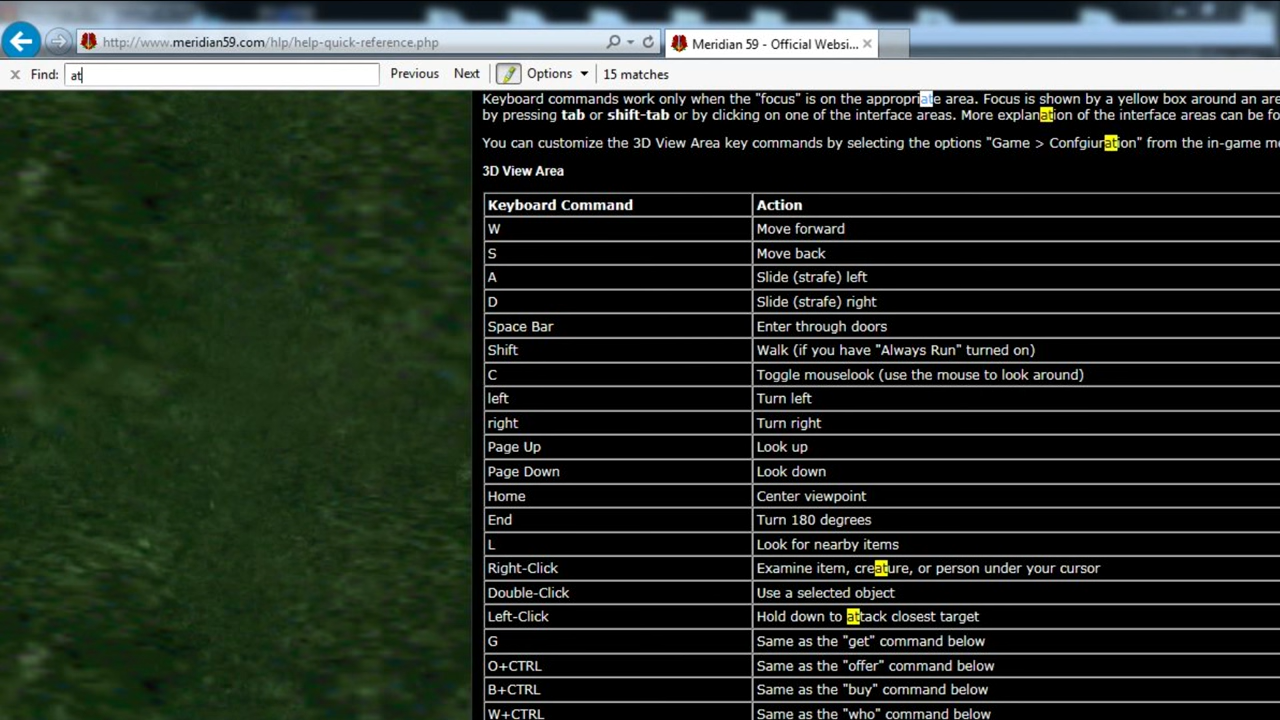 http://www.meridian59.com/hlp/help-quick-reference.php
Meridian 59 - Official Websi...
Find: at Previous Next Options 15 matches
Keyboard commands work only when the "focus" is on the appropriate area. Focus is shown by a yellow box around an are
by pressing tab or shift-tab or by clicking on one of the interface areas. More explanation of the interface areas can be fo
You can customize the 3D View Area key commands by selecting the options "Game > Confgiuration" from the in-game me
3D View Area
Keyboard Command Action
W Move forward
S Move back
A Slide (strafe) left
D Slide (strafe) right
Space Bar Enter through doors
Shift Walk (if you have "Always Run" turned on)
C Toggle mouselook (use the mouse to look around)
left Turn left
right Turn right
Page Up Look up
Page Down Look down
Home Center viewpoint
End Turn 180 degrees
L Look for nearby items
Right-Click Examine item, creature, or person under your cursor
Double-Click Use a selected object
Left-Click Hold down to attack closest target
G Same as the "get" command below
O+CTRL Same as the "offer" command below
B+CTRL Same as the "buy" command below
W+CTRL Same as the "who" command below